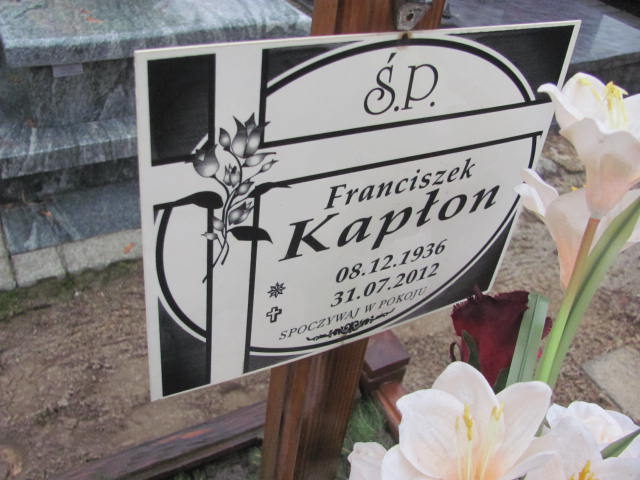 Ś.P.
Franciszek
Kapłon
08.12.1936
31.07.2012
SPOCZYWAJ W POKOJU